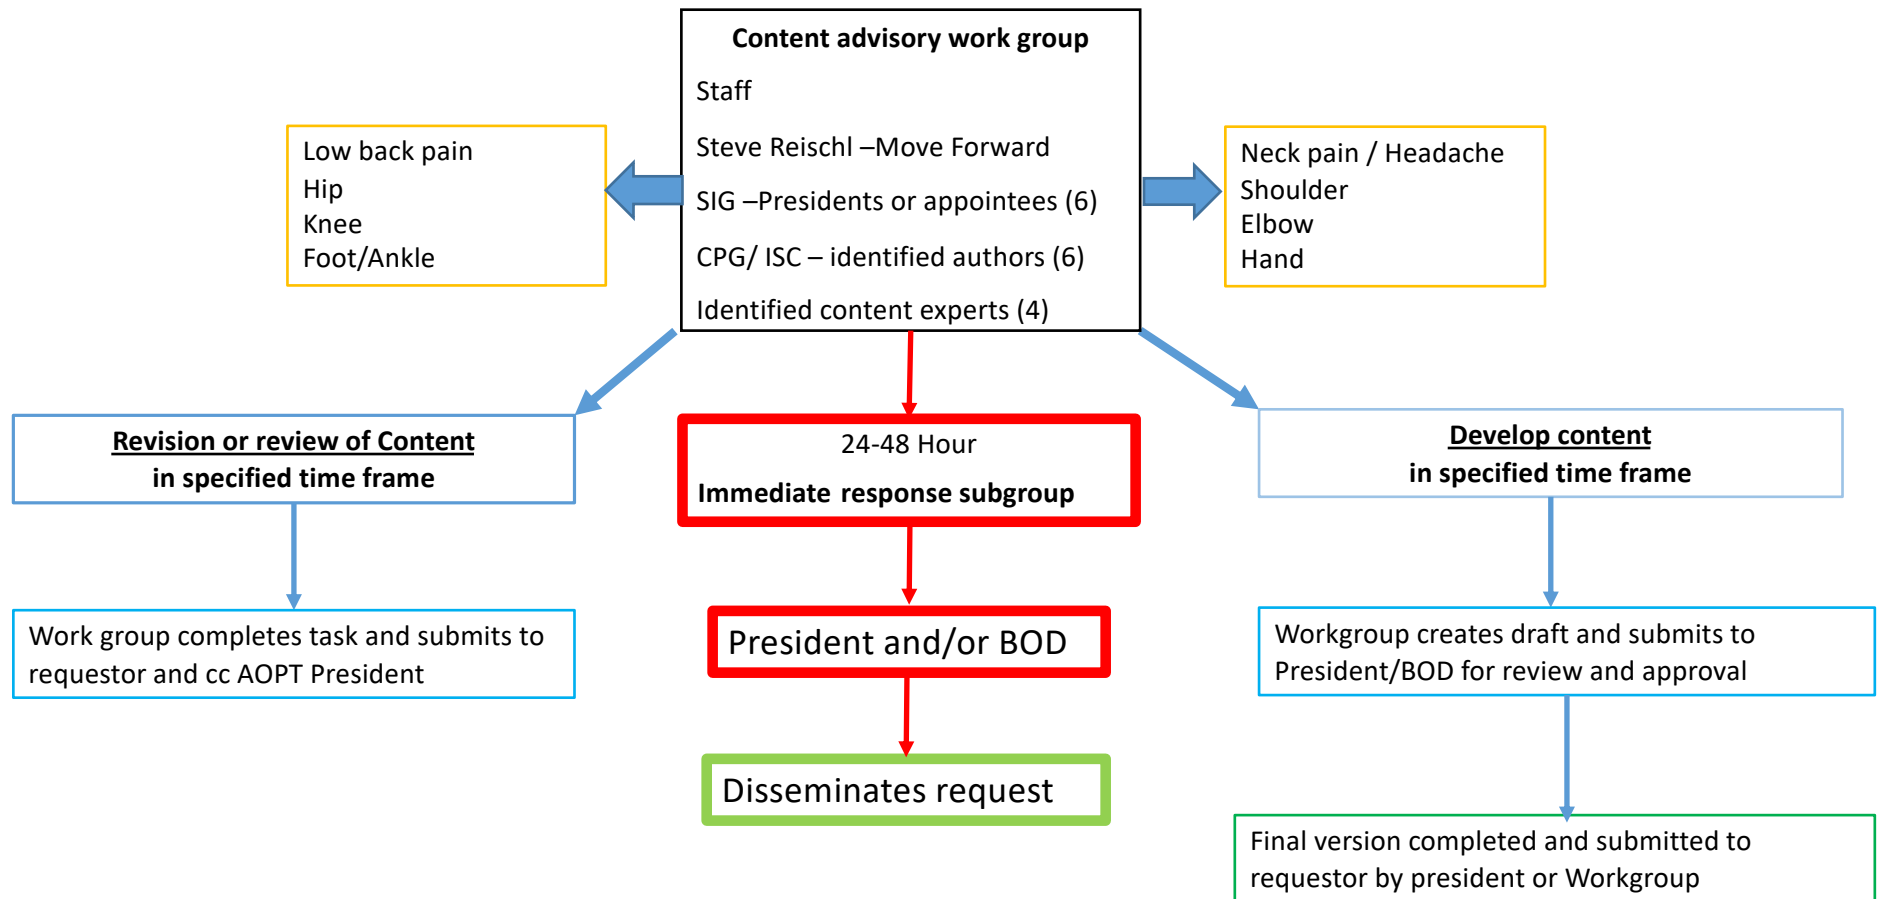 Content advisory work group
Staff
Steve Reischl –Move Forward
SIG –Presidents or appointees (6)
CPG/ ISC – identified authors (6)
Identified content experts (4)
Low back pain
Hip
Knee
Foot/Ankle
Neck pain / Headache
Shoulder
Elbow
Hand
Revision or review of Content
in specified time frame
24-48 Hour
Immediate response subgroup
Develop content
in specified time frame
Work group completes task and submits to
requestor and cc AOPT President
President and/or BOD
Workgroup creates draft and submits to
President/BOD for review and approval
Disseminates request
Final version completed and submitted to
requestor by president or Workgroup